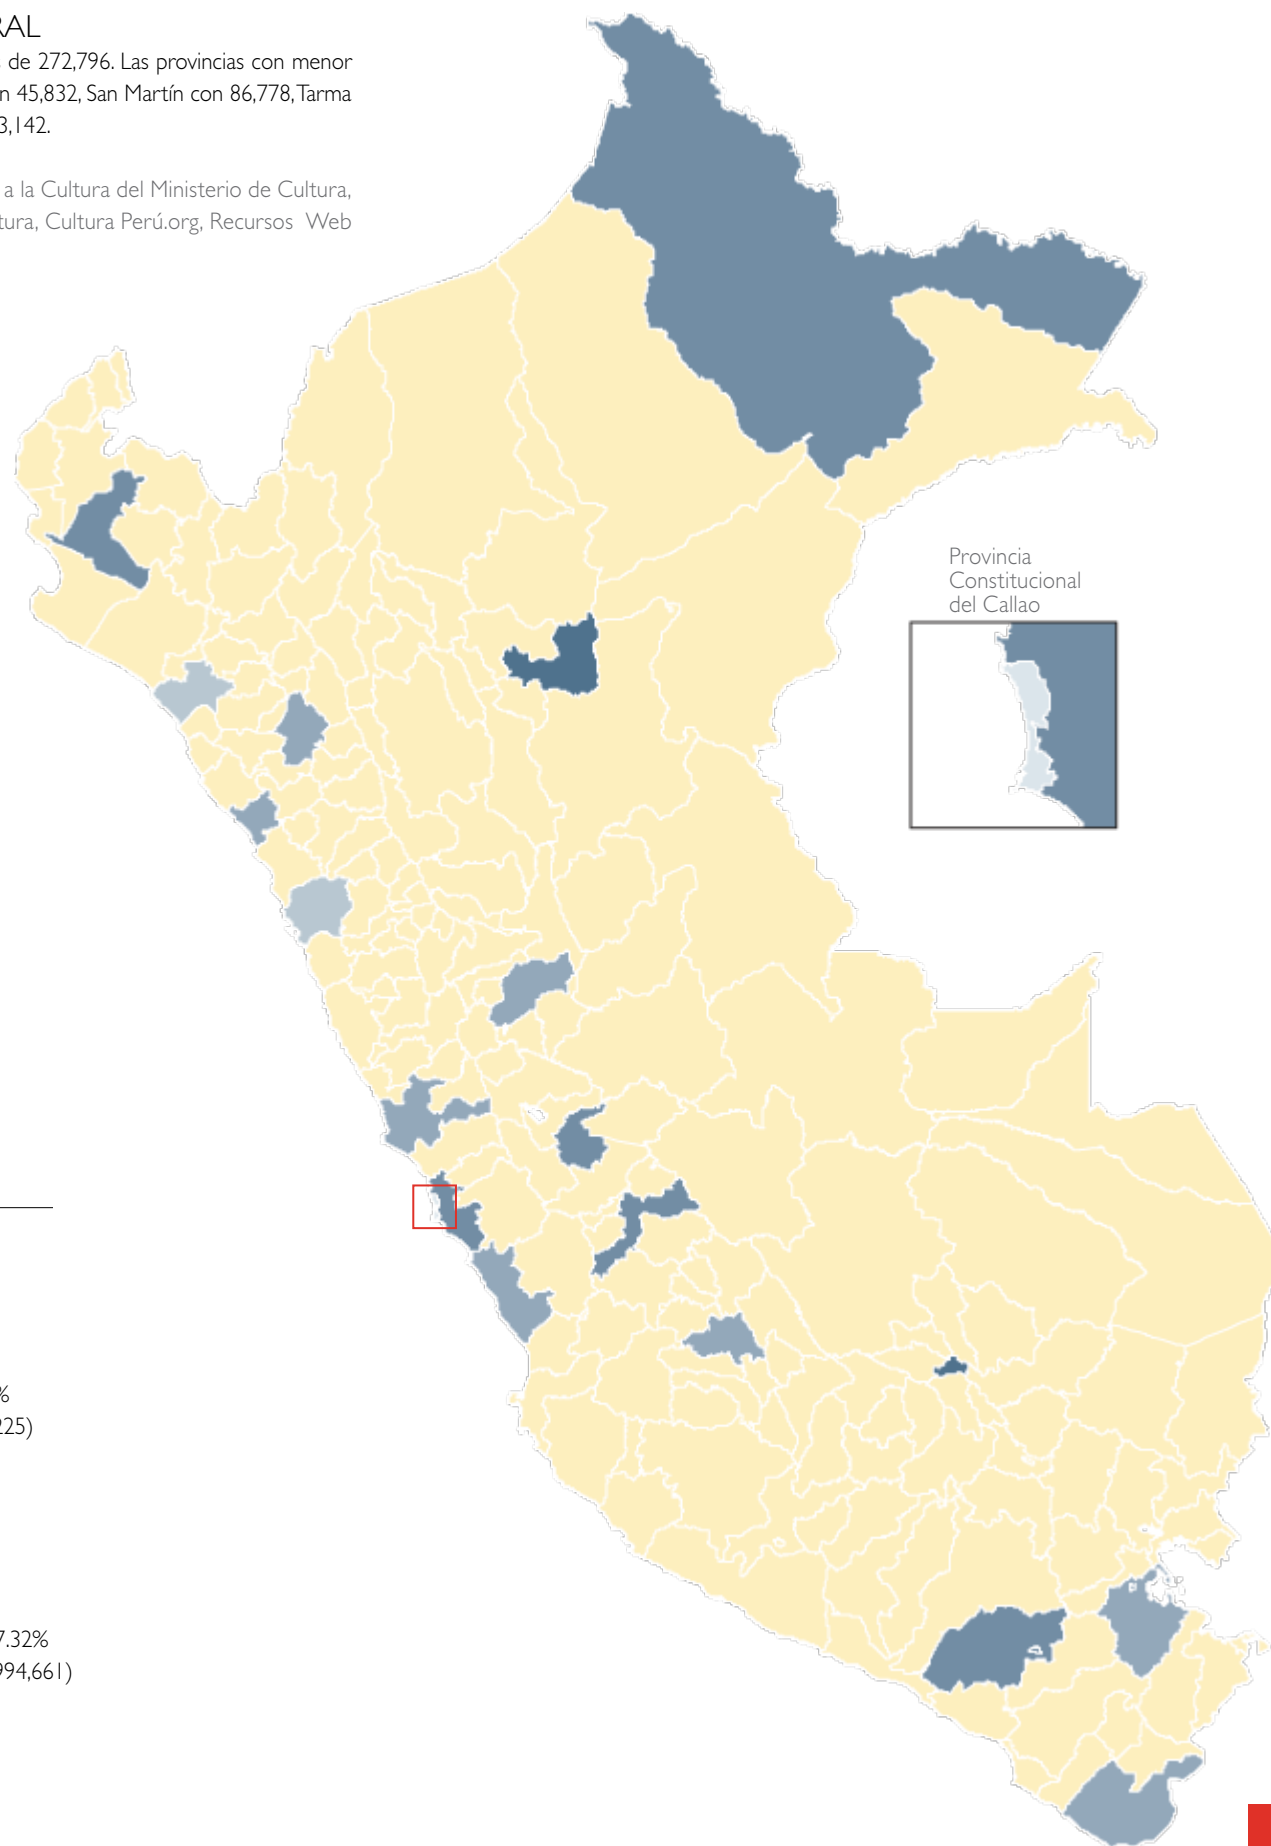 RAL
de 272,796. Las provincias con menor
n 45,832, San Martín con 86,778, Tarma
3,142.
a la Cultura del Ministerio de Cultura,
tura, Cultura Perú.org, Recursos Web
Provincia
Constitucional
del Callao
%
225)
7.32%
994,661)